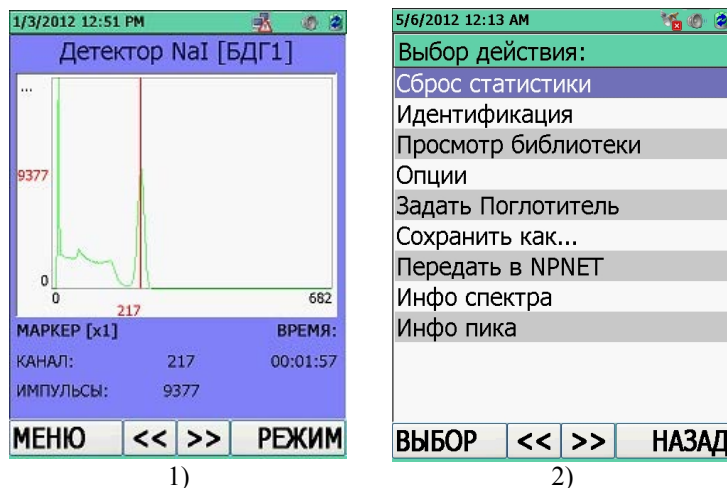 1/3/2012 12:51 PM
Детектор NaI [БДГ1]
...
9377
0
0
682
217
МАРКЕР [x1]
ВРЕМЯ:
КАНАЛ:
217
00:01:57
ИМПУЛЬСЫ:
9377
МЕНЮ
<<
>>
РЕЖИМ
1)
5/6/2012 12:13 AM
Выбор действия:
Сброс статистики
Идентификация
Просмотр библиотеки
Опции
Задать Поглотитель
Сохранить как...
Передать в NPNET
Инфо спектра
Инфо пика
ВЫБОР
<<
>>
НАЗАД
2)